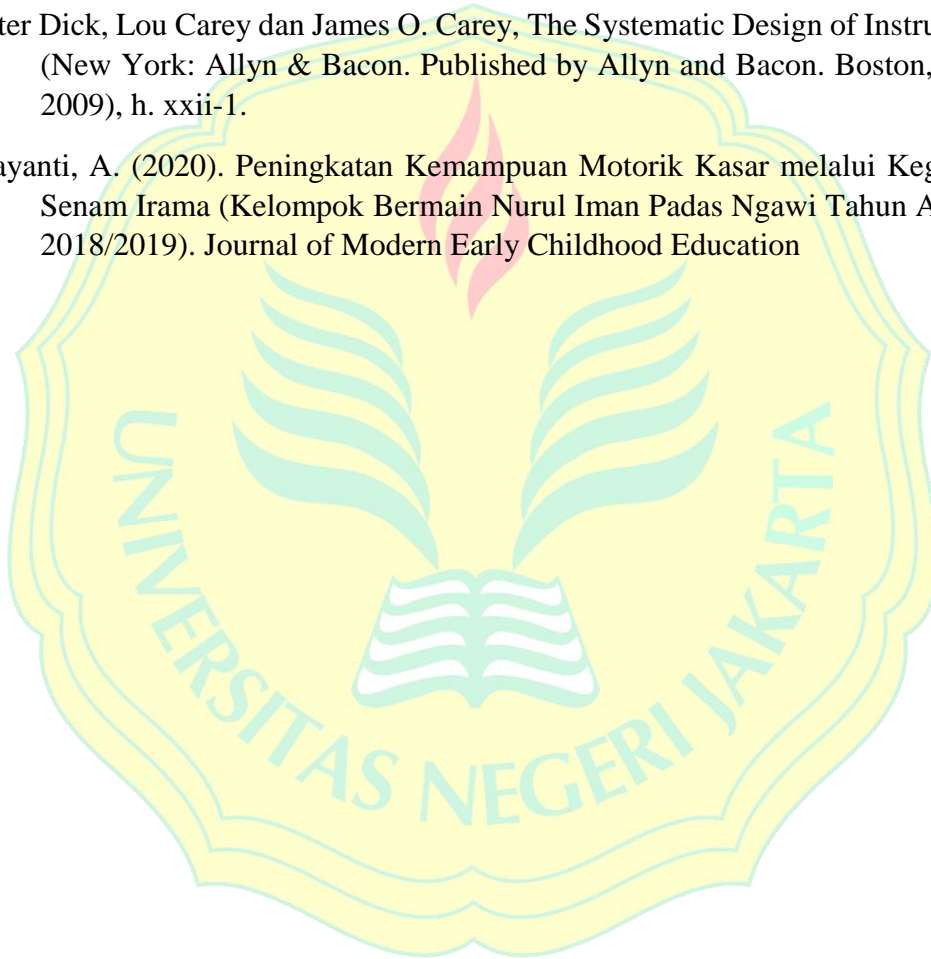 ter Dick, Lou Carey dan James O. Carey, The Systematic Design of Instru
(New York: Allyn & Bacon. Published by Allyn and Bacon. Boston,
2009), h. xxii-1.
ayanti, A. (2020). Peningkatan Kemampuan Motorik Kasar melalui Keg
Senam Irama (Kelompok Bermain Nurul Iman Padas Ngawi Tahun A
2018/2019). Journal of Modern Early Childhood Education
UNIVERSITAS NEGERI JAKARTA